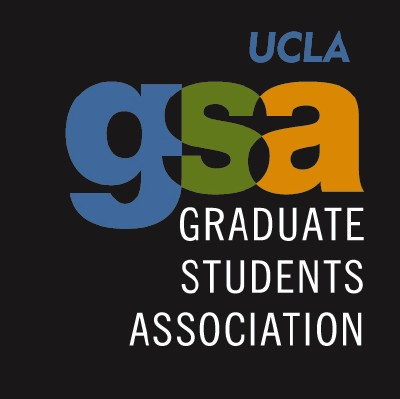 UCLA
gsa
GRADUATE
STUDENTS
ASSOCIATION